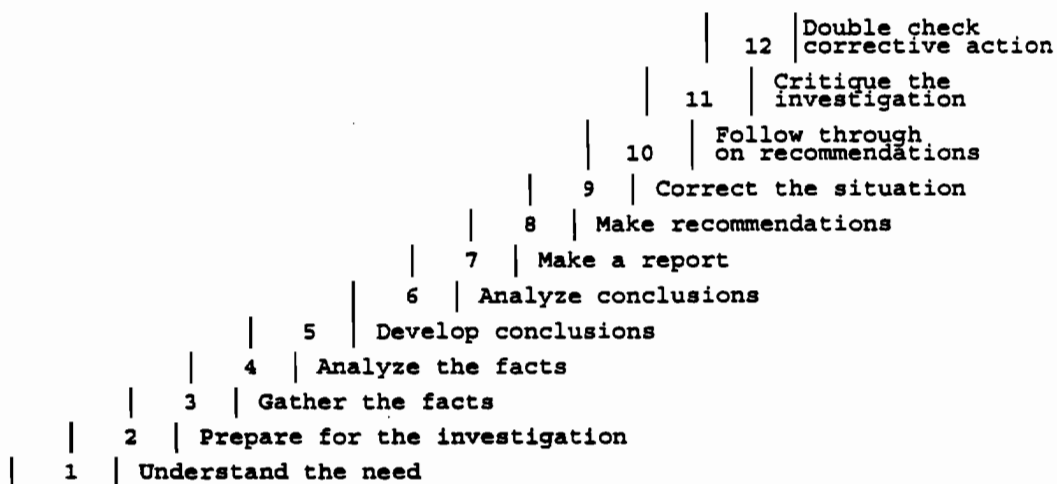 Double check
12 corrective action
Critique the
11 investigation
Follow through
10 on recommendations
9 Correct the situation
8 Make recommendations
7 Make a report
6 Analyze conclusions
5 Develop conclusions
4 Analyze the facts
3 Gather the facts
2 Prepare for the investigation
1 Understand the need